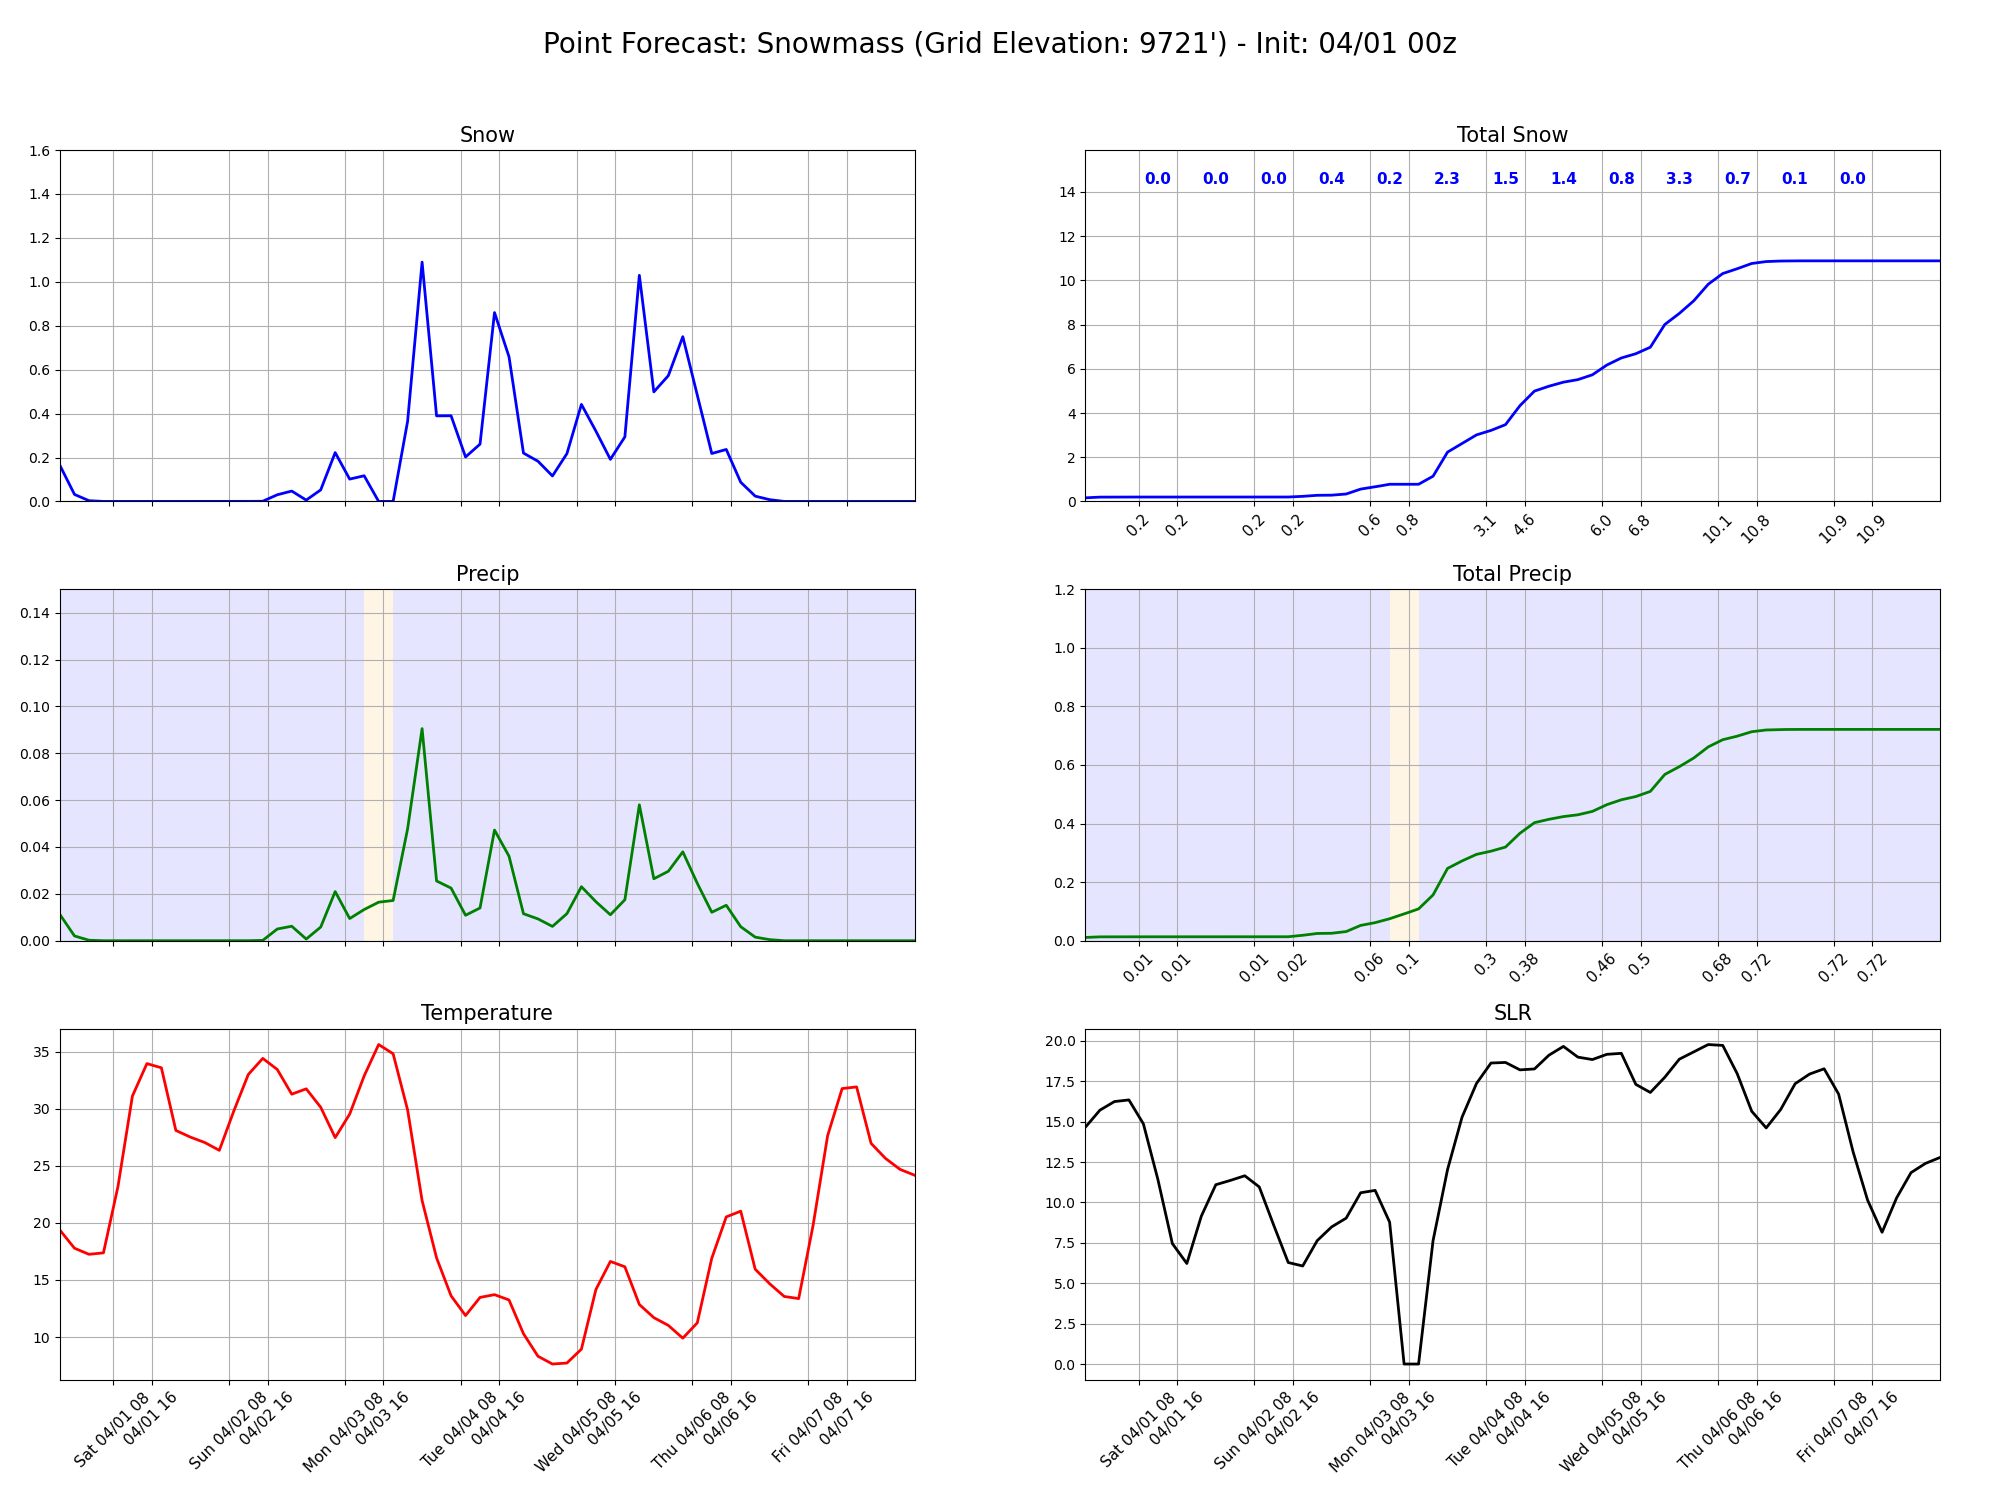 Point Forecast: Snowmass (Grid Elevation: 9721') - Init: 04/01 00z
Snow
1.6
1.4
1.2
1.0
0.8
0.6
0.4
0.2
0.0
Total Snow
0.0 0.0 0.0 0.4 0.2 2.3 1.5 1.4 0.8 3.3 0.7 0.1 0.0
14
12
10
8
6
4
2
0
0.2 0.2 0.2 0.2 0.6 0.8 3.1 4.6 6.0 6.8 10.1 10.8 10.9 10.9
Precip
0.14
0.12
0.10
0.08
0.06
0.04
0.02
0.00
Total Precip
1.2
1.0
0.8
0.6
0.4
0.2
0.0
0.01 0.01 0.01 0.02 0.06 0.1 0.3 0.38 0.46 0.5 0.68 0.72 0.72 0.72
Temperature
35
30
25
20
15
10
Sat 04/01 08
04/01 16
Sun 04/02 08
04/02 16
Mon 04/03 08
04/03 16
Tue 04/04 08
04/04 16
Wed 04/05 08
04/05 16
Thu 04/06 08
04/06 16
Fri 04/07 08
04/07 16
SLR
20.0
17.5
15.0
12.5
10.0
7.5
5.0
2.5
0.0
Sat 04/01 08
04/01 16
Sun 04/02 08
04/02 16
Mon 04/03 08
04/03 16
Tue 04/04 08
04/04 16
Wed 04/05 08
04/05 16
Thu 04/06 08
04/06 16
Fri 04/07 08
04/07 16